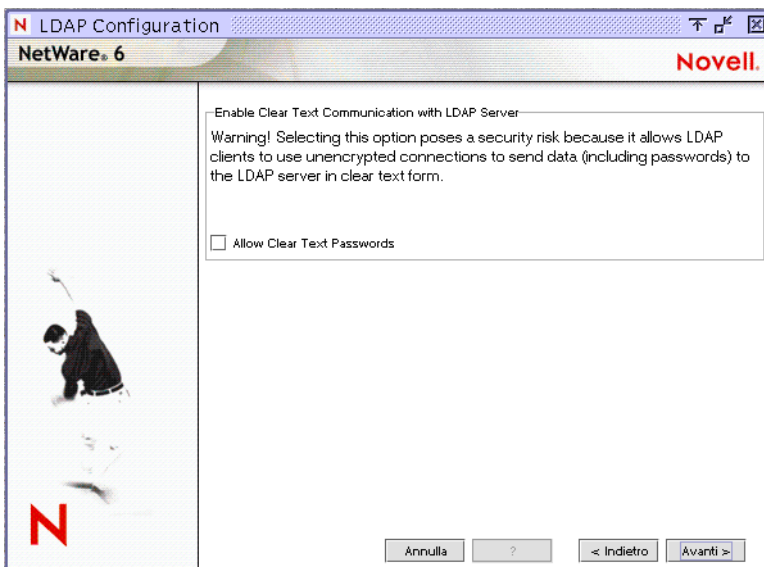 N LDAP Configuration
NetWare® 6
Novell.
Enable Clear Text Communication with LDAP Server
Warning! Selecting this option poses a security risk because it allows LDAP
clients to use unencrypted connections to send data (including passwords) to
the LDAP server in clear text form.
Allow Clear Text Passwords
N
Annulla ? < Indietro Avanti >